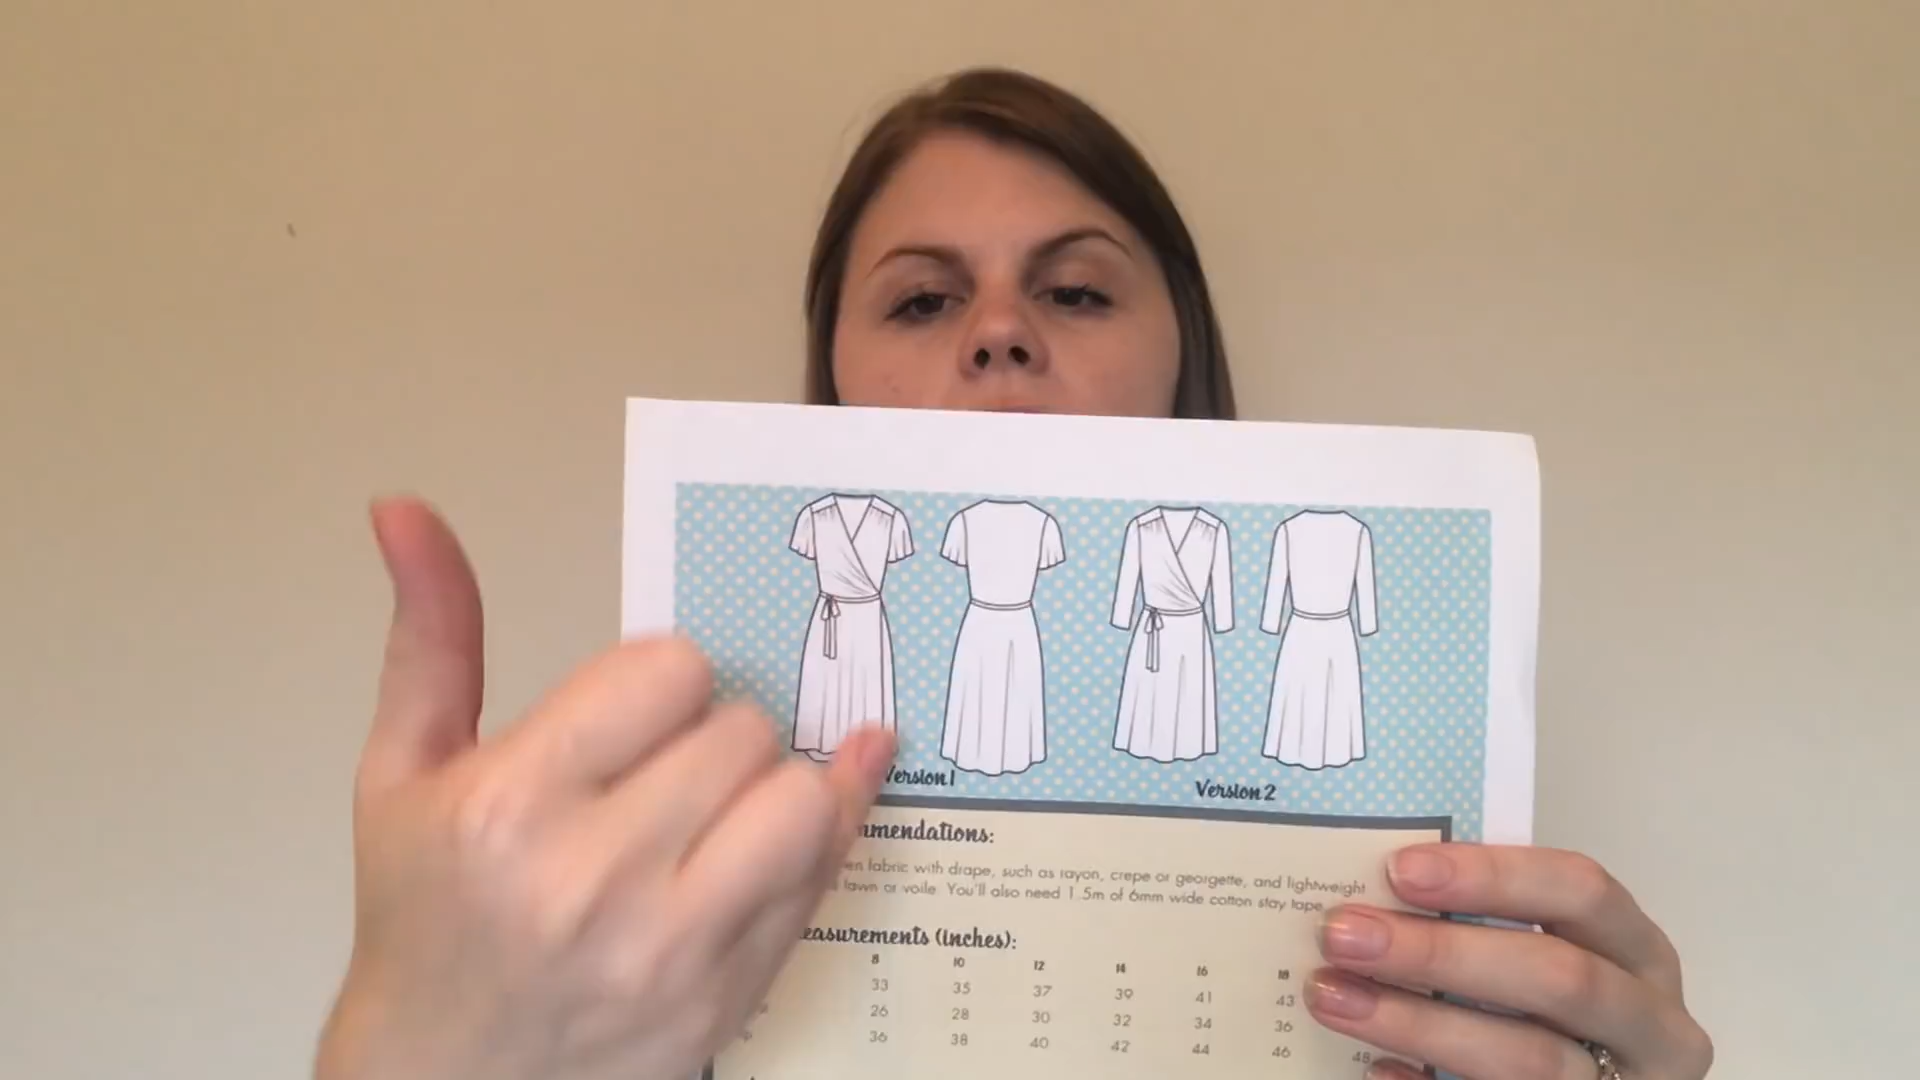 Version 1
Version 2
mmendations:
en fabric with drape, such as rayon, crepe or georgette, and lightweight
lawn or voile. You'll also need 1.5m of 6mm wide cotton stay tape
easurements (inches):
8 10 12 14 16 18
33 35 37 39 41 43
26 28 30 32 34 36
36 38 40 42 44 46 48